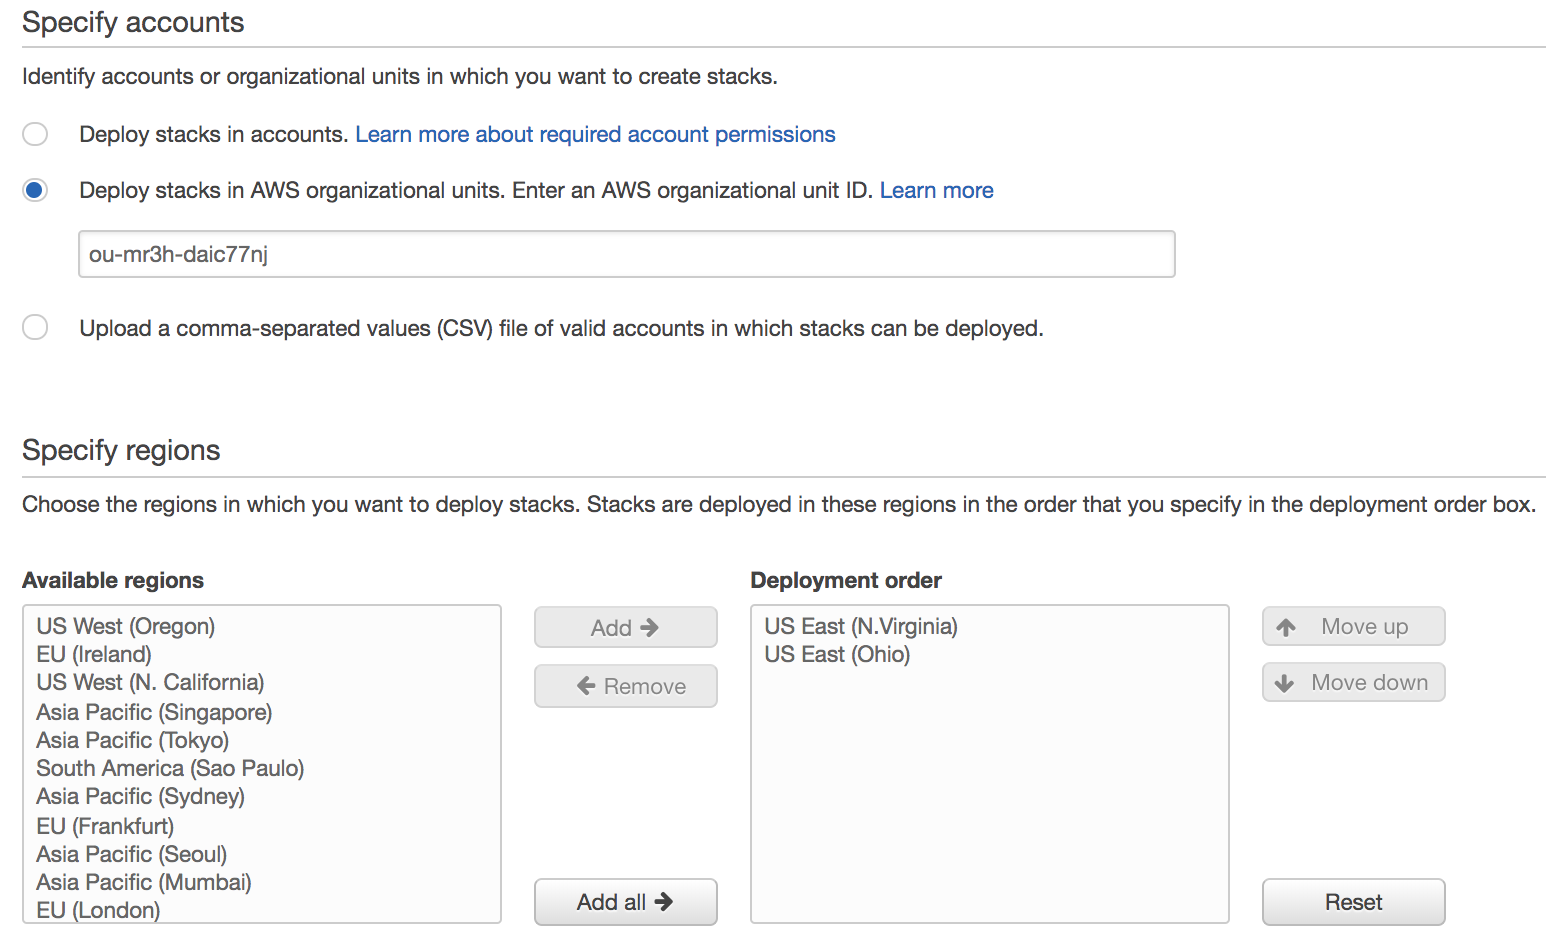 Specify accounts
Identify accounts or organizational units in which you want to create stacks.
Deploy stacks in accounts. Learn more about required account permissions
Deploy stacks in AWS organizational units. Enter an AWS organizational unit ID. Learn more
ou-mr3h-daic77nj
Upload a comma-separated values (CSV) file of valid accounts in which stacks can be deployed.
Specify regions
Choose the regions in which you want to deploy stacks. Stacks are deployed in these regions in the order that you specify in the deployment order box.
Available regions
US West (Oregon)
EU (Ireland)
US West (N. California)
Asia Pacific (Singapore)
Asia Pacific (Tokyo)
South America (Sao Paulo)
Asia Pacific (Sydney)
EU (Frankfurt)
Asia Pacific (Seoul)
Asia Pacific (Mumbai)
EU (London)
Add
Remove
Add all
Deployment order
US East (N.Virginia)
US East (Ohio)
Move up
Move down
Reset